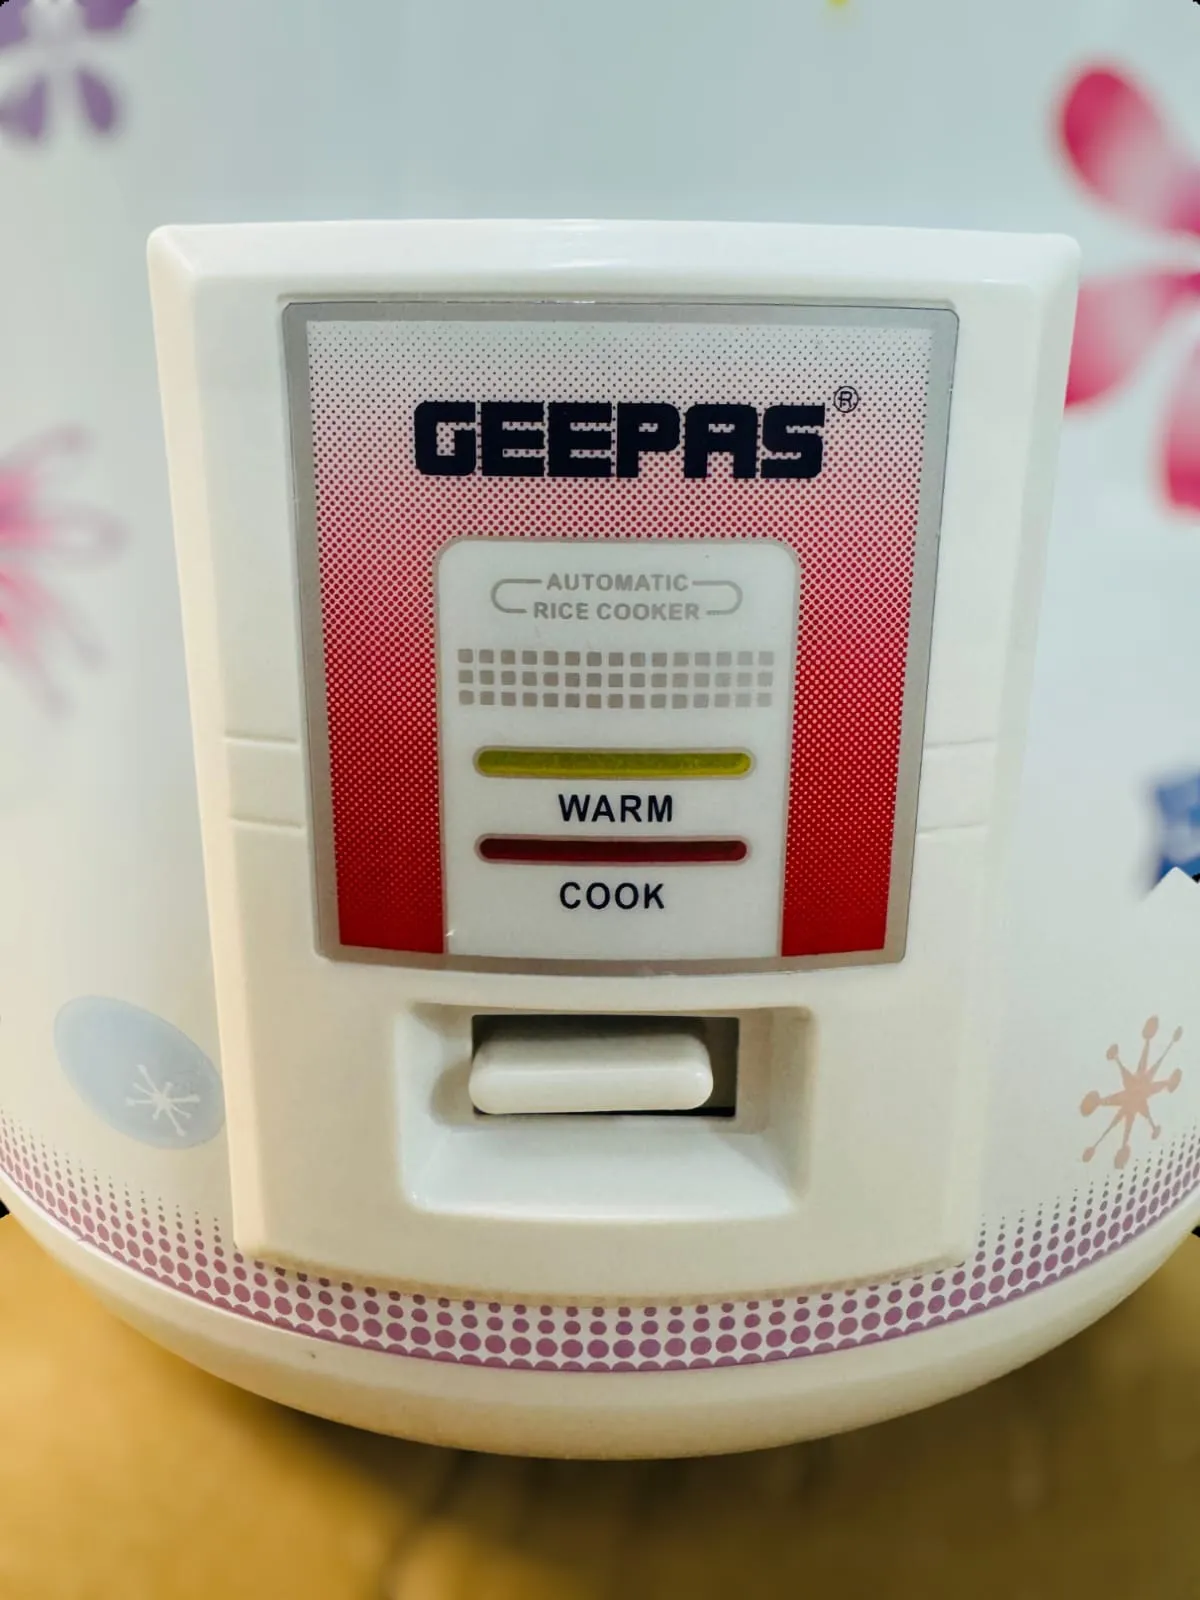 GEEPAS®
AUTOMATIC
RICE COOKER
WARM
COOK